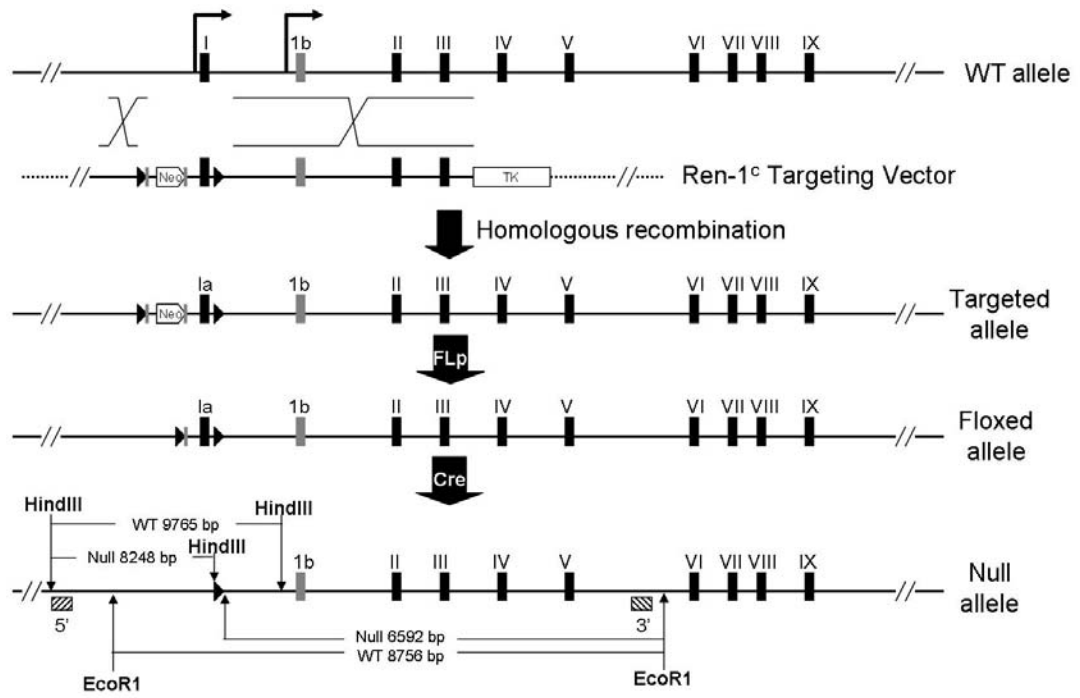 I 1b II III IV V VI VII VIII IX
WT allele
Neo TK
Ren-1c Targeting Vector
Homologous recombination
Ia 1b II III IV V VI VII VIII IX
Neo
Targeted
allele
FLp
Ia 1b II III IV V VI VII VIII IX
Floxed
allele
Cre
HindIII HindIII
WT 9765 bp
HindIII
Null 8248 bp
1b II III IV V VI VII VIII IX
Null
allele
5' 3'
Null 6592 bp
WT 8756 bp
EcoR1 EcoR1